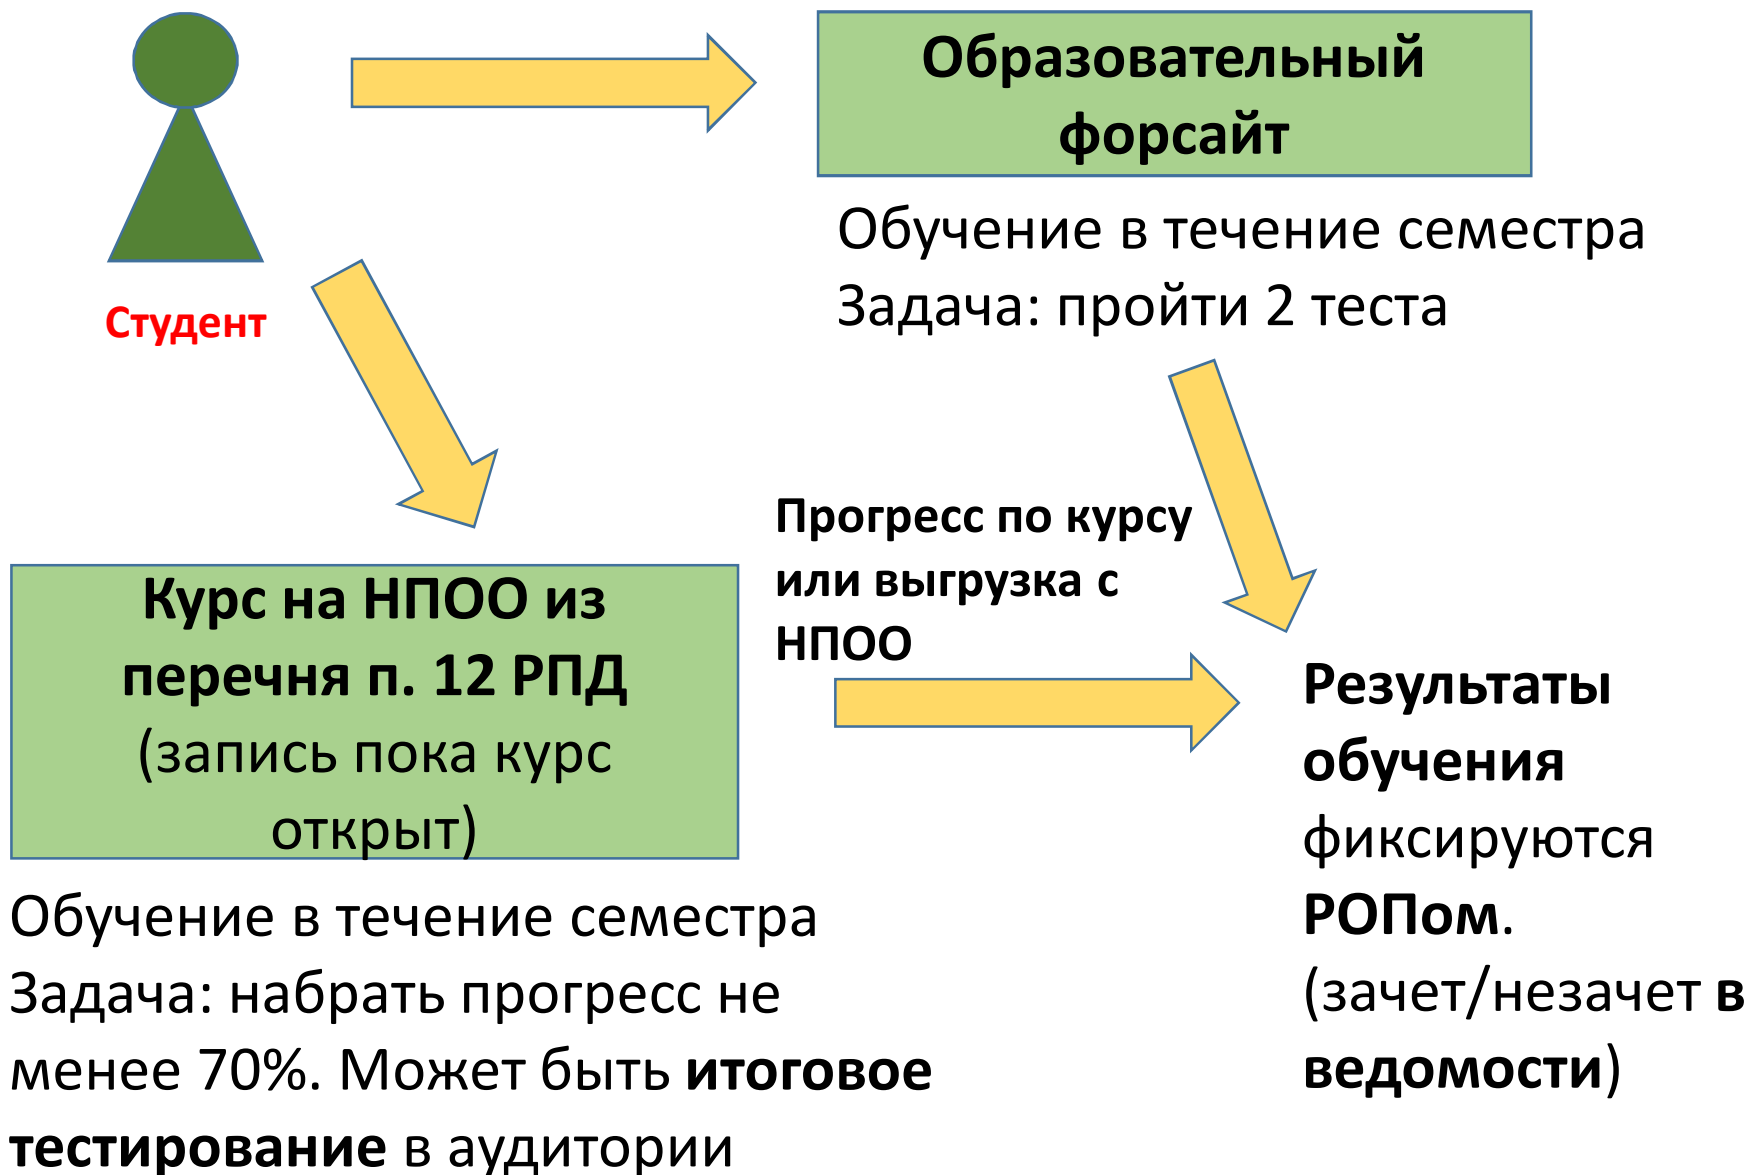 Образовательный
форсайт
Обучение в течение семестра
Задача: пройти 2 теста
Студент
Прогресс по курсу
или выгрузка с
НПОО
Курс на НПОО из
перечня п. 12 РПД
(запись пока курс
открыт)
Обучение в течение семестра
Задача: набрать прогресс не
менее 70%. Может быть итоговое
тестирование в аудитории
Результаты
обучения
фиксируются
РОПом.
(зачет/незачет в
ведомости)